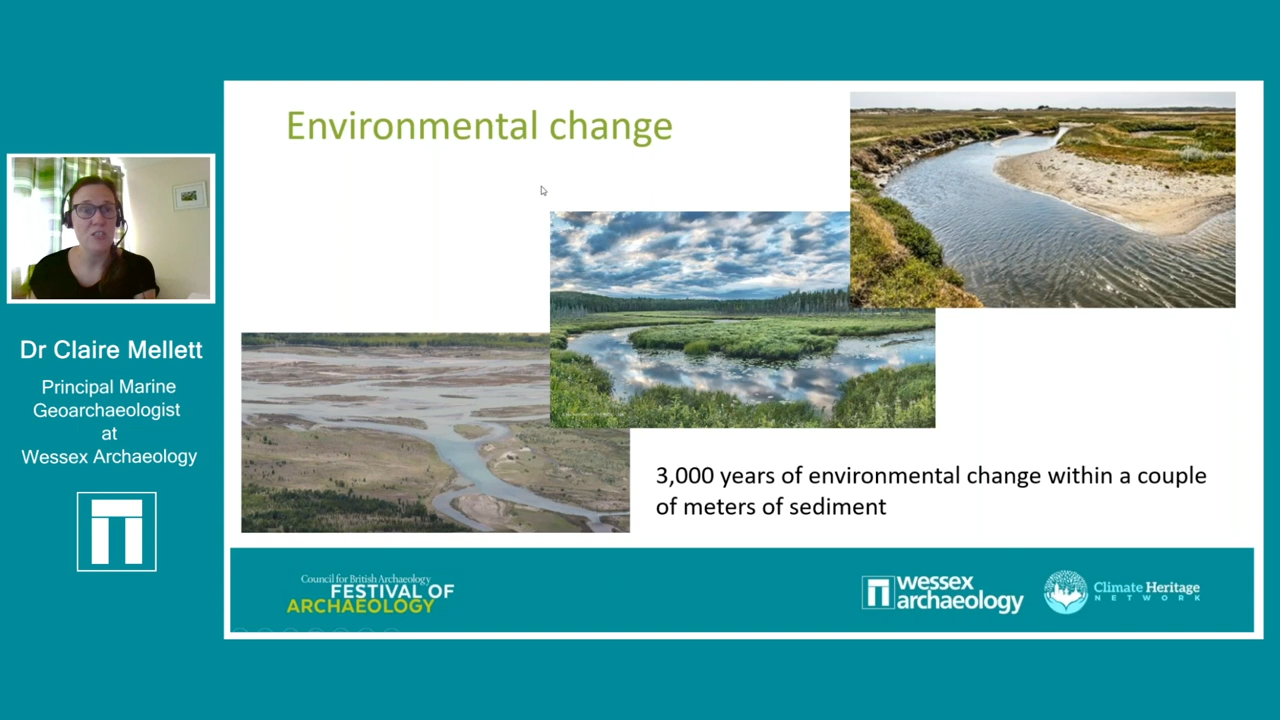 Environmental change
Dr Claire Mellett
Principal Marine
Geoarchaeologist
at
Wessex Archaeology
3,000 years of environmental change within a couple
of meters of sediment
Council for British Archaeology
FESTIVAL OF
ARCHAEOLOGY
wessex
archaeology
Climate Heritage
NETWORK